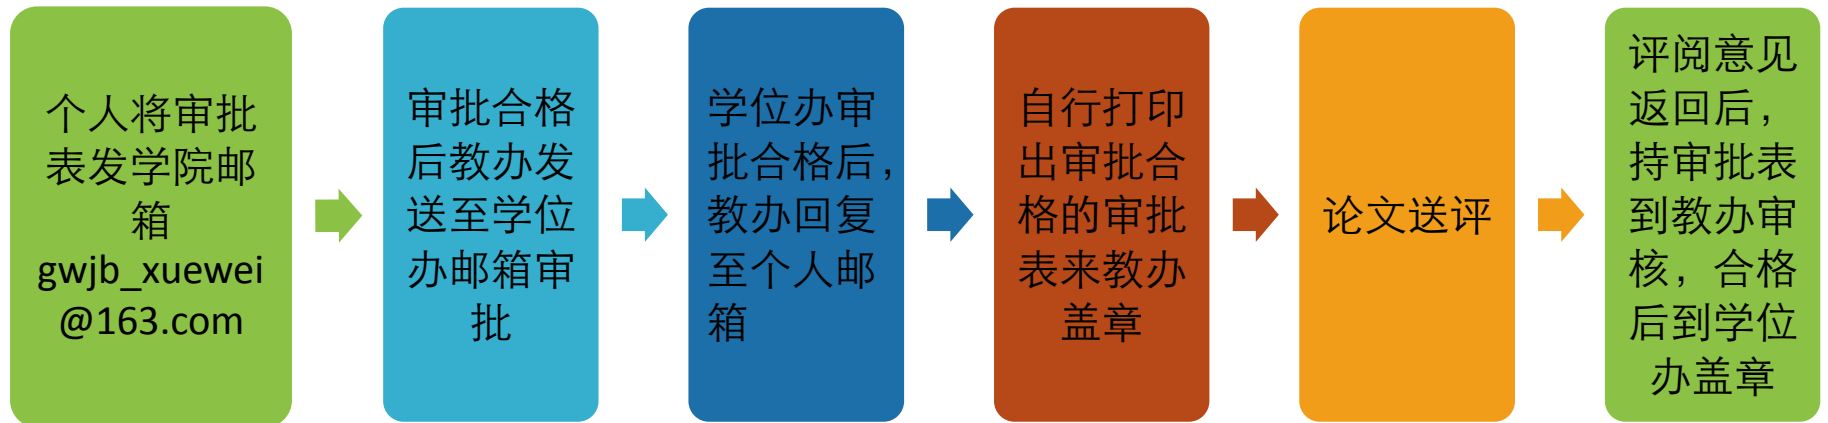 个人将审批
表发学院邮
箱
gwjb_xuewei
@163.com
审批合格
后教办发
送至学位
办邮箱审
批
学位办审
批合格后，
教办回复
至个人邮
箱
自行打印
出审批合
格的审批
表来教办
盖章
论文送评
评阅意见
返回后，
持审批表
到教办审
核，合格
后到学位
办盖章